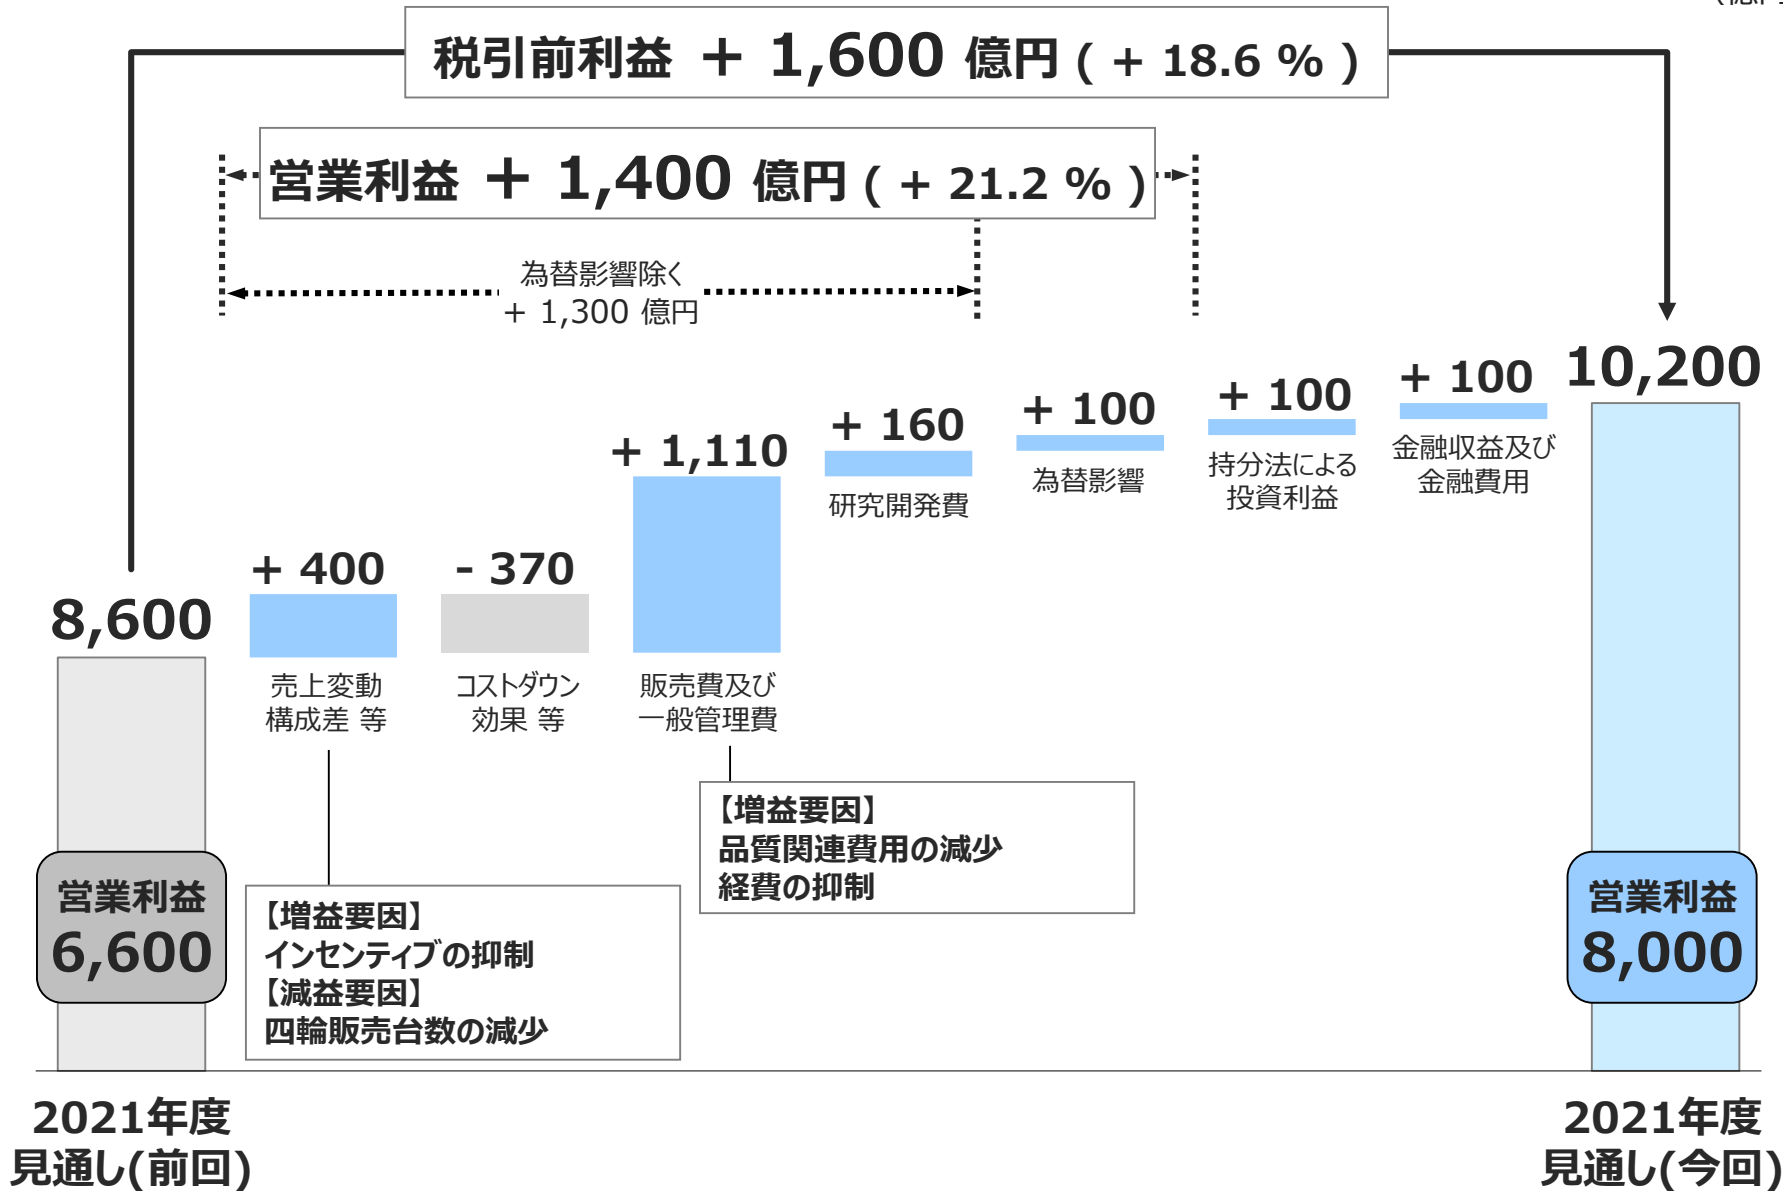 税引前利益 + 1,600 億円 ( + 18.6 % )
営業利益 + 1,400 億円 ( + 21.2 % )
為替影響除く
+ 1,300 億円
8,600
+ 400
売上変動
構成差 等
- 370
コストダウン
効果 等
+ 1,110
販売費及び
一般管理費
+ 160
研究開発費
+ 100
為替影響
+ 100
持分法による
投資利益
+ 100
金融収益及び
金融費用
10,200
【増益要因】
品質関連費用の減少
経費の抑制
【増益要因】
インセンティブの抑制
【減益要因】
四輪販売台数の減少
営業利益
6,600
営業利益
8,000
2021年度
見通し(前回)
2021年度
見通し(今回)